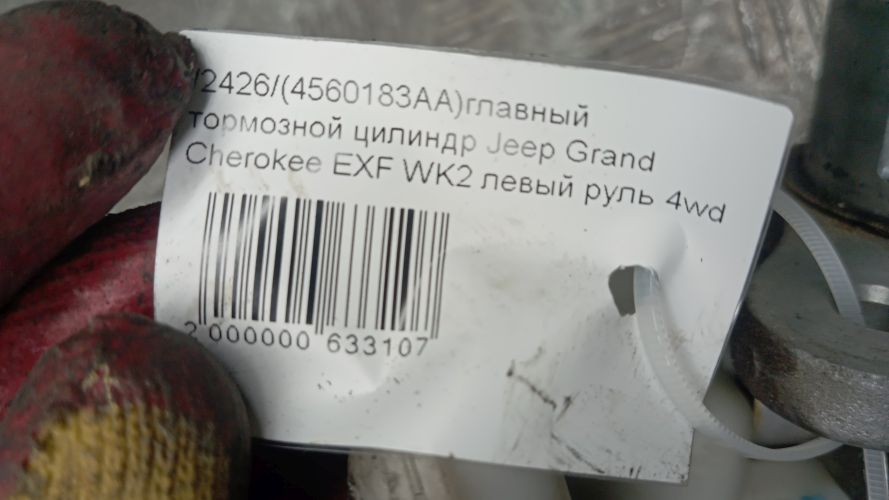 /2426/(4560183AA)главный
тормозной цилиндр Jeep Grand
Cherokee EXF WK2 левый руль 4wd
2 000000 633107